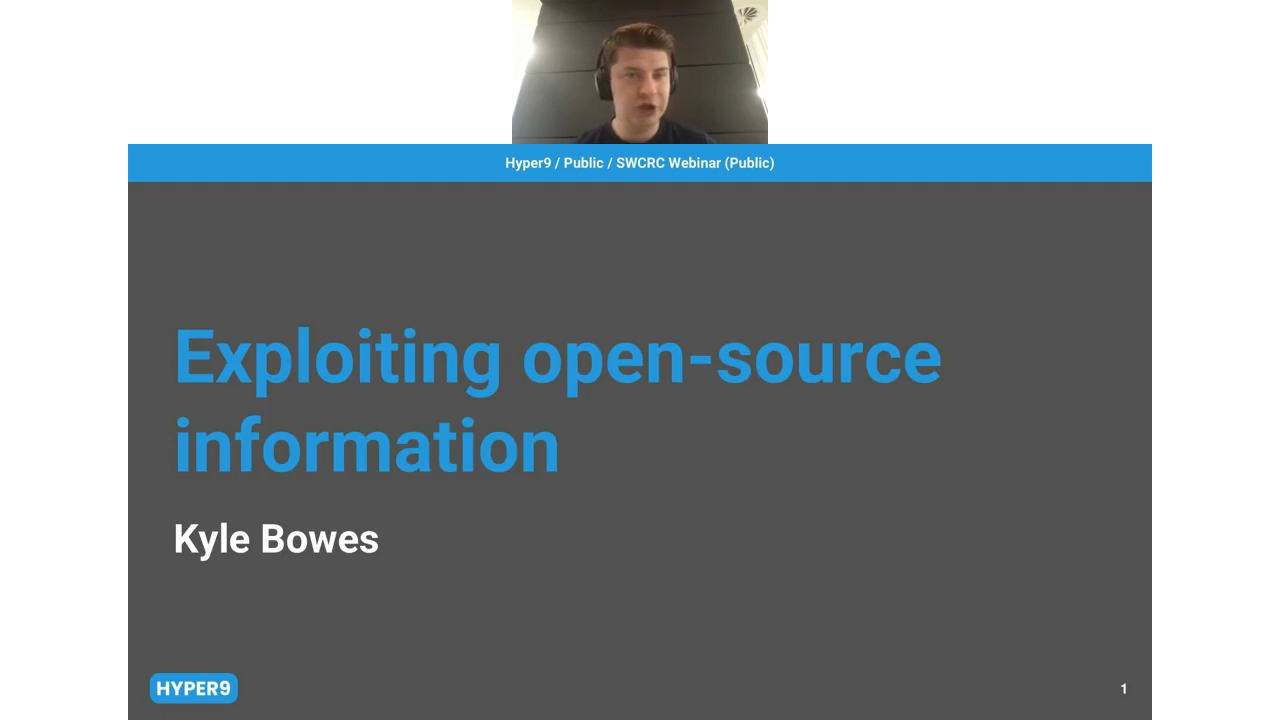 Hyper9 / Public / SWCRC Webinar (Public)
Exploiting open-source
information
Kyle Bowes
HYPER9
1